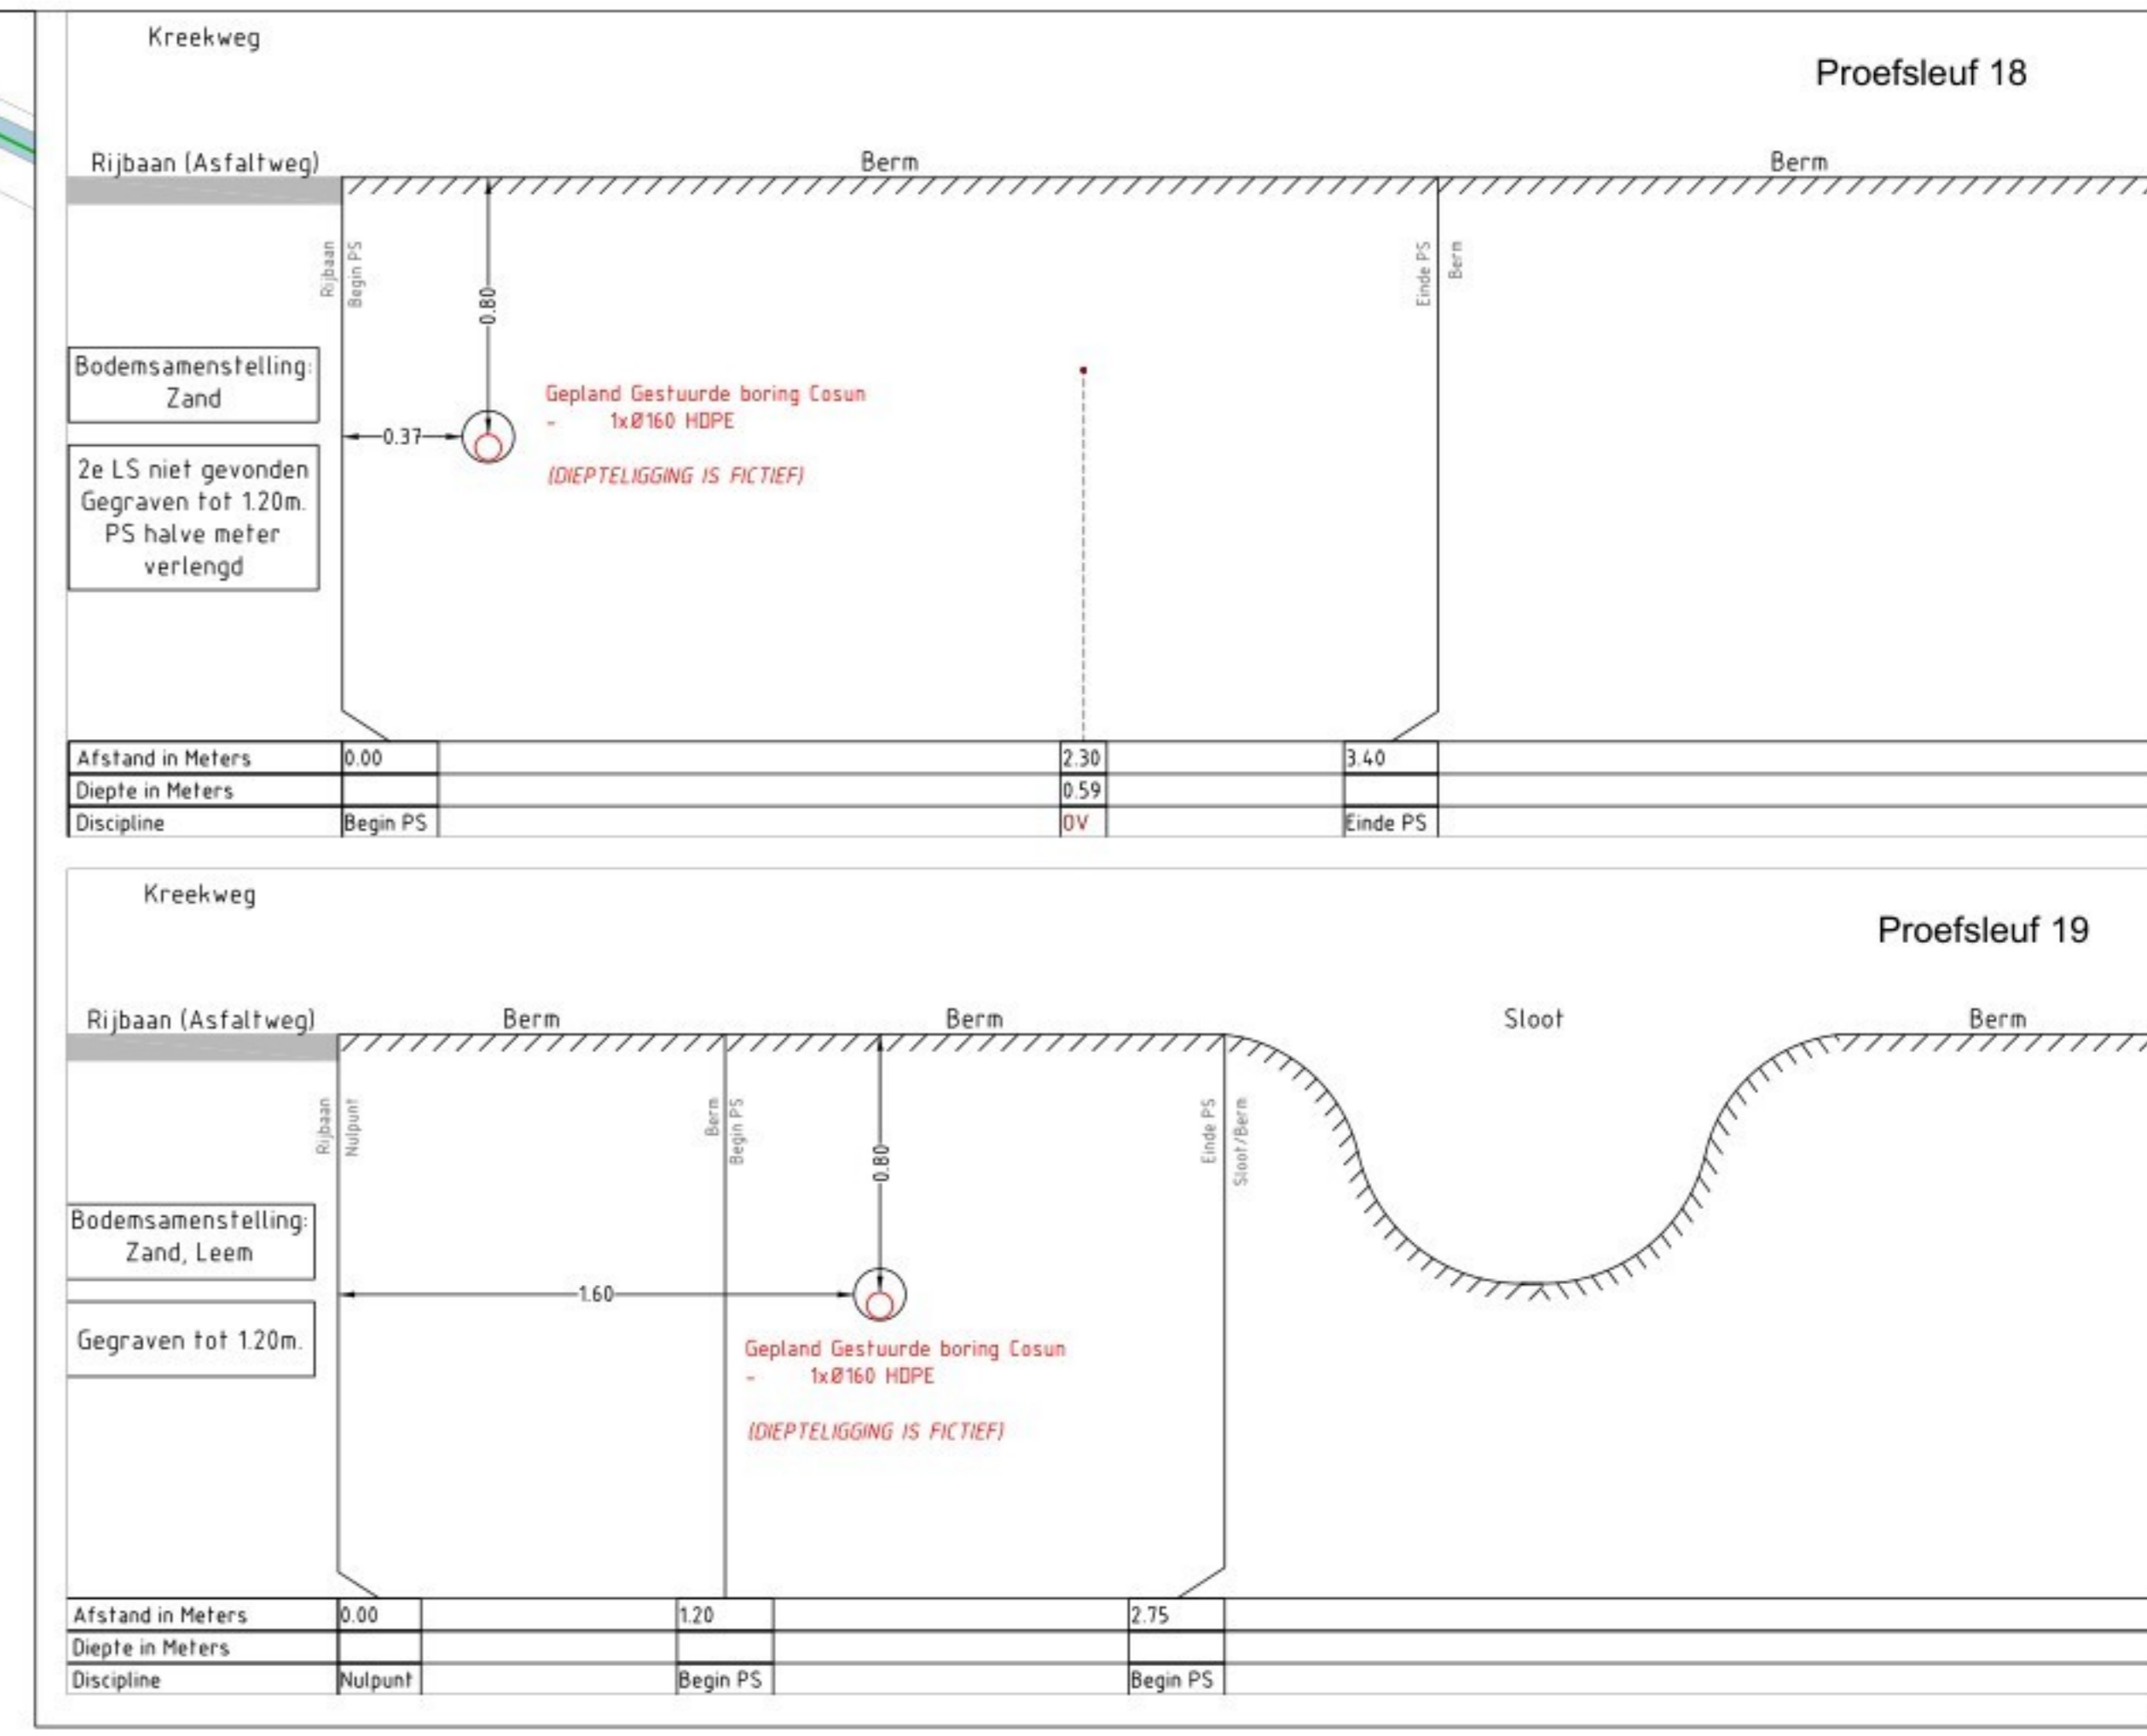 Kreekweg
Proefsleuf 18
Rijbaan (Asfaltweg)
Berm
Berm
Rijbaan
Begin PS
0.80
Einde PS
Berm
Bodemsamenstelling:
Zand
0.37
Gepland Gestuurde boring Cosun
- 1xØ160 HDPE
(DIEPTELIGGING IS FICTIEF)
2e LS niet gevonden
Gegraven tot 1.20m.
PS halve meter
verlengd
Afstand in Meters 0.00 2.30 3.40
Diepte in Meters 0.59
Discipline Begin PS OV Einde PS
Kreekweg
Proefsleuf 19
Rijbaan (Asfaltweg)
Berm
Berm
Sloot
Berm
Rijbaan
Nulpunt
Berm
Begin PS
0.80
Einde PS
Sloot/Berm
Bodemsamenstelling:
Zand, Leem
1.60
Gegraven tot 1.20m.
Gepland Gestuurde boring Cosun
- 1xØ160 HDPE
(DIEPTELIGGING IS FICTIEF)
Afstand in Meters 0.00 1.20 2.75
Diepte in Meters
Discipline Nulpunt Begin PS Begin PS